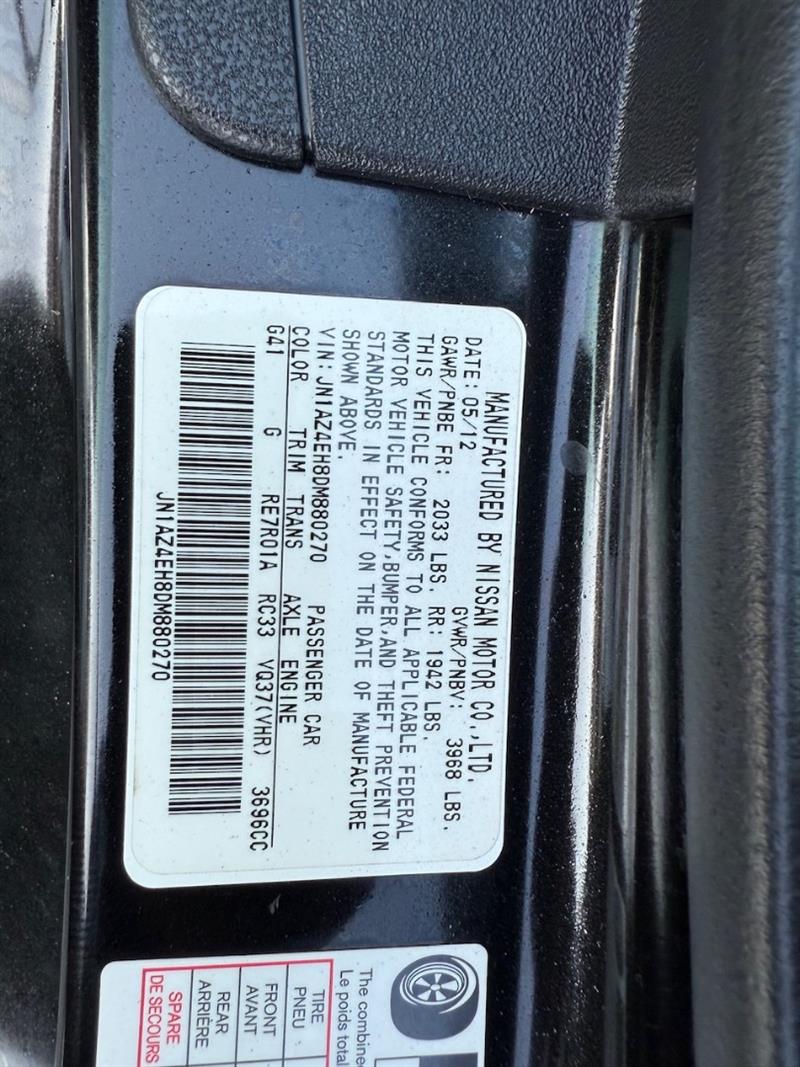 MANUFACTURED BY NISSAN MOTOR CO.,LTD.
DATE: 05/12 GVWR/PNBV: 3968 LBS.
GAWR/PNBE FR: 2033 LBS. RR: 1942 LBS.
THIS VEHICLE CONFORMS TO ALL APPLICABLE FEDERAL
MOTOR VEHICLE SAFETY,BUMPER,AND THEFT PREVENTION
STANDARDS IN EFFECT ON THE DATE OF MANUFACTURE
SHOWN ABOVE.
VIN: JN1AZ4EH8DM880270 PASSENGER CAR
COLOR TRIM TRANS AXLE ENGINE
G41 G RE7R01A RC33 VQ37(VHR) 3696CC
JN1AZ4EH8DM880270
The combined
Le poids total
TIRE
PNEU
FRONT
AVANT
REAR
ARRIÈRE
SPARE
DE SECOURS